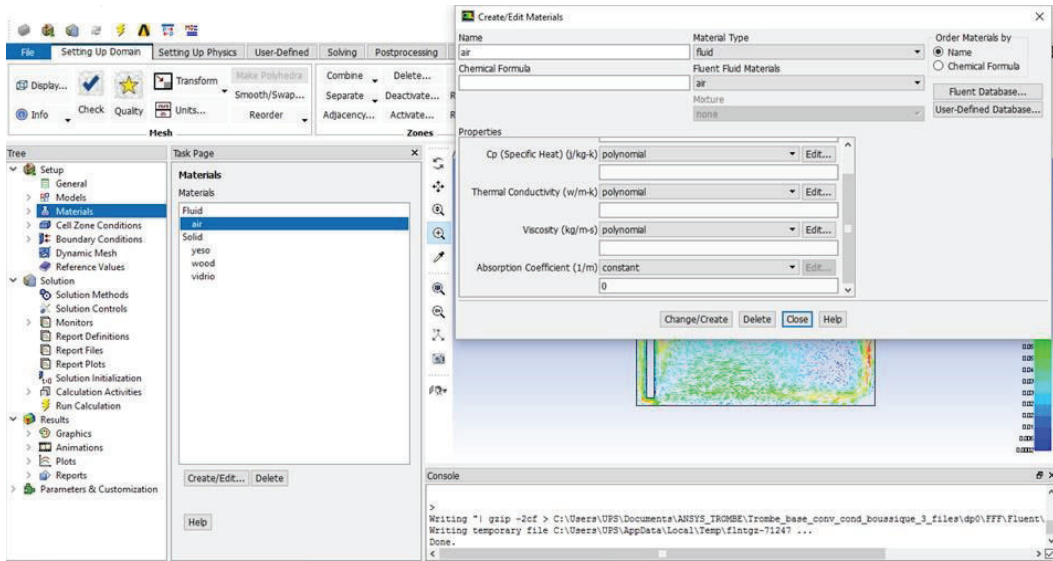 Create/Edit Materials
Name
air
Chemical Formula
Material Type
fluid
Fluent Fluid Materials
air
Mixture
none
Order Materials by
Name
Chemical Formula
Fluent Database...
User-Defined Database...
Properties
Cp (Specific Heat) (j/kg-k) polynomial Edit...
Thermal Conductivity (w/m-k) polynomial Edit...
Viscosity (kg/m-s) polynomial Edit...
Absorption Coefficient (1/m) constant Edit...
0
Change/Create Delete Close Help
File Setting Up Domain Setting Up Physics User-Defined Solving Postprocessing
Display...
Info
Check
Quality
Transform
Units...
Make Polyhedra
Smooth/Swap...
Reorder
Mesh
Combine Delete...
Separate Deactivate...
Adjacency... Activate...
Zones
Tree
Setup
General
Models
Materials
Cell Zone Conditions
Boundary Conditions
Dynamic Mesh
Reference Values
Solution
Solution Methods
Solution Controls
Monitors
Report Definitions
Report Files
Report Plots
Solution Initialization
Calculation Activities
Run Calculation
Results
Graphics
Animations
Plots
Reports
Parameters & Customization
Task Page
Materials
Materials
Fluid
air
Solid
yeso
wood
vidrio
Create/Edit... Delete
Help
Console
>
Writing "| gzip -2cf > C:\Users\UPS\Documents\ANSYS_TROMBE\Trombe_base_conv_cond_boussique_3_files\dp0\FFF\Fluent\
Writing temporary file C:\Users\UPS\AppData\Local\Temp\flntgz-71247 ...
Done.